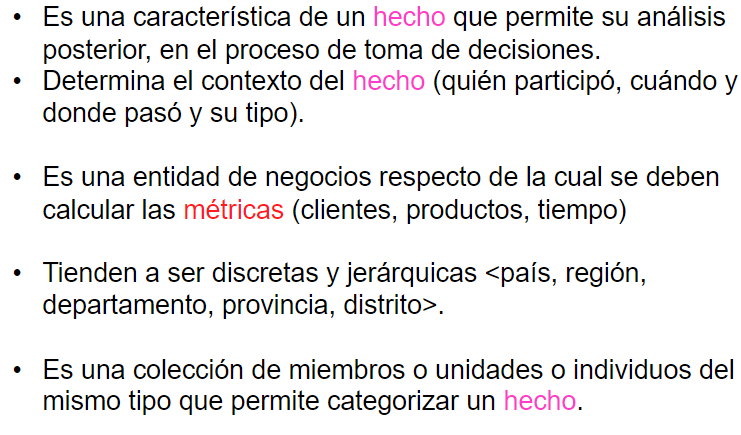 • Es una característica de un hecho que permite su análisis
posterior, en el proceso de toma de decisiones.
• Determina el contexto del hecho (quién participó, cuándo y
donde pasó y su tipo).
• Es una entidad de negocios respecto de la cual se deben
calcular las métricas (clientes, productos, tiempo)
• Tienden a ser discretas y jerárquicas <país, región,
departamento, provincia, distrito>.
• Es una colección de miembros o unidades o individuos del
mismo tipo que permite categorizar un hecho.